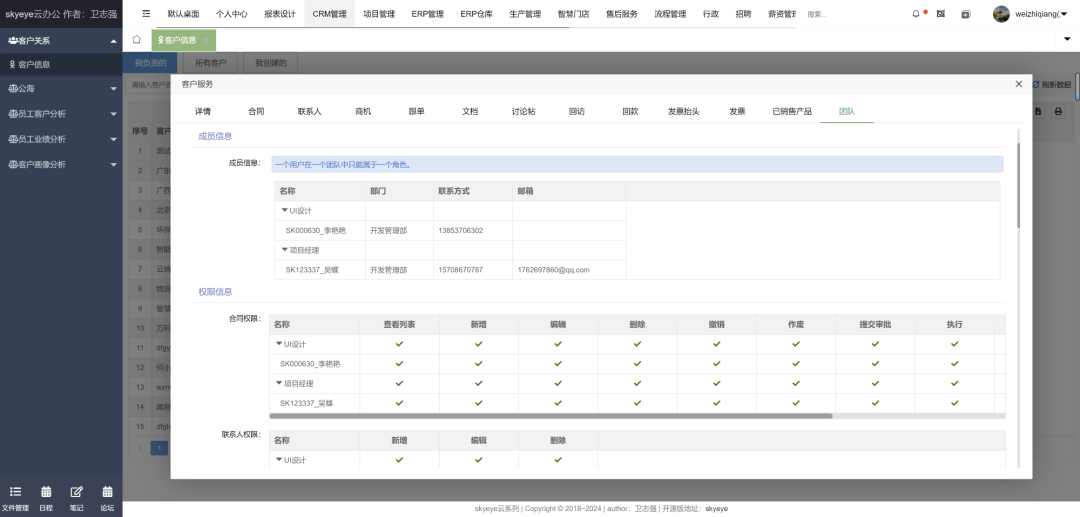 skyeye云办公 作者：卫志强
默认桌面 个人中心 报表设计 CRM管理 项目管理 ERP管理 ERP仓库 生产管理 智慧门店 售后服务 流程管理 行政 招聘 薪资管理 搜索...
weizhiqiang(
客户关系
客户信息
公海
员工客户分析
员工业绩分析
客户画像分析
文件管理 日程 笔记 论坛
客户信息
我负责的 所有客户 我创建的
请输入客户名
刷新数据
序号 客户
1 测试
2 广东
3 广西
4 北京
5 环保
6 智能
7 云端
8 物流
9 智慧
10 万科
11 dfgy
12 何小
13 wxm
14
15 dfgh
1
客户服务
详情 合同 联系人 商机 跟单 文档 讨论帖 回访 回款 发票抬头 发票 已销售产品 团队
成员信息
成员信息： 一个用户在一个团队中只能属于一个角色。
名称 部门 联系方式 邮箱
UI设计
SK000630_李艳艳 开发管理部 13853706302
项目经理
SK123337_吴蝶 开发管理部 15708670787 1762697860@qq.com
权限信息
合同权限：
名称 查看列表 新增 编辑 删除 撤销 作废 提交审批 执行
UI设计
SK000630_李艳艳
项目经理
SK123337_吴蝶
联系人权限：
名称 新增 编辑 删除
UI设计
skyeye云系列 | Copyright © 2018~2024 | author：卫志强 | 开源版地址：skyeye